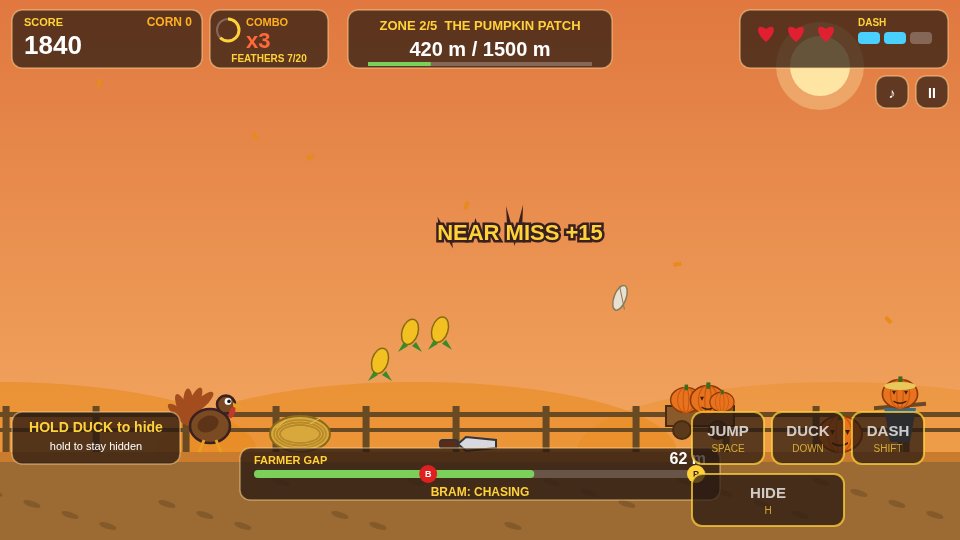 SCORE
1840
CORN 0
COMBO
x3
FEATHERS 7/20
ZONE 2/5 THE PUMPKIN PATCH
420 m / 1500 m
DASH
♪
NEAR MISS +15
HOLD DUCK to hide
hold to stay hidden
FARMER GAP
62
B
BRAM: CHASING
JUMP
SPACE
DUCK
DOWN
DASH
SHIFT
HIDE
H